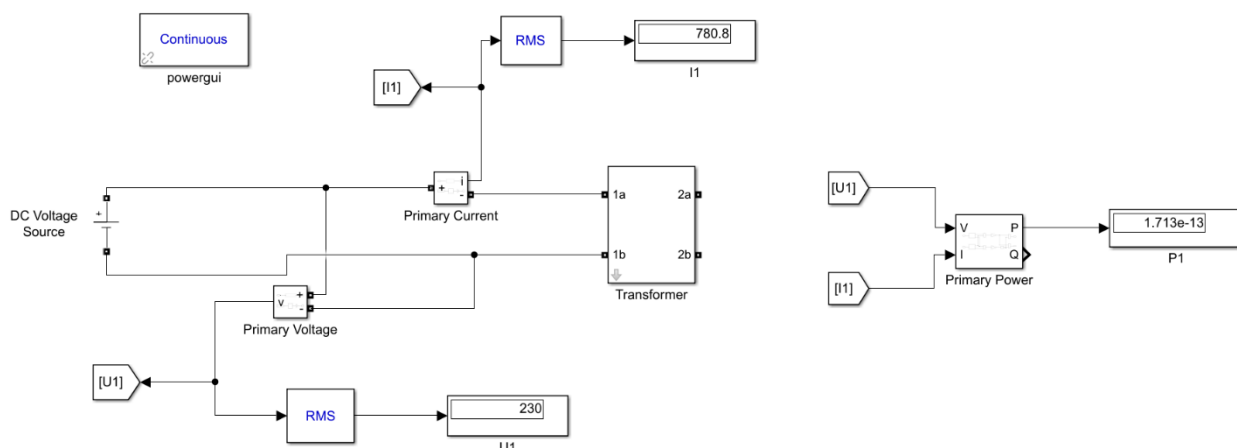 Continuous
powergui
RMS
780.8
I1
[I1]
DC Voltage
Source
+
+
i
-
Primary Current
1a
2a
1b
2b
Transformer
v
+
-
Primary Voltage
[U1]
RMS
230
U1
[U1]
[I1]
V
P
I
Q
Primary Power
1.713e-13
P1